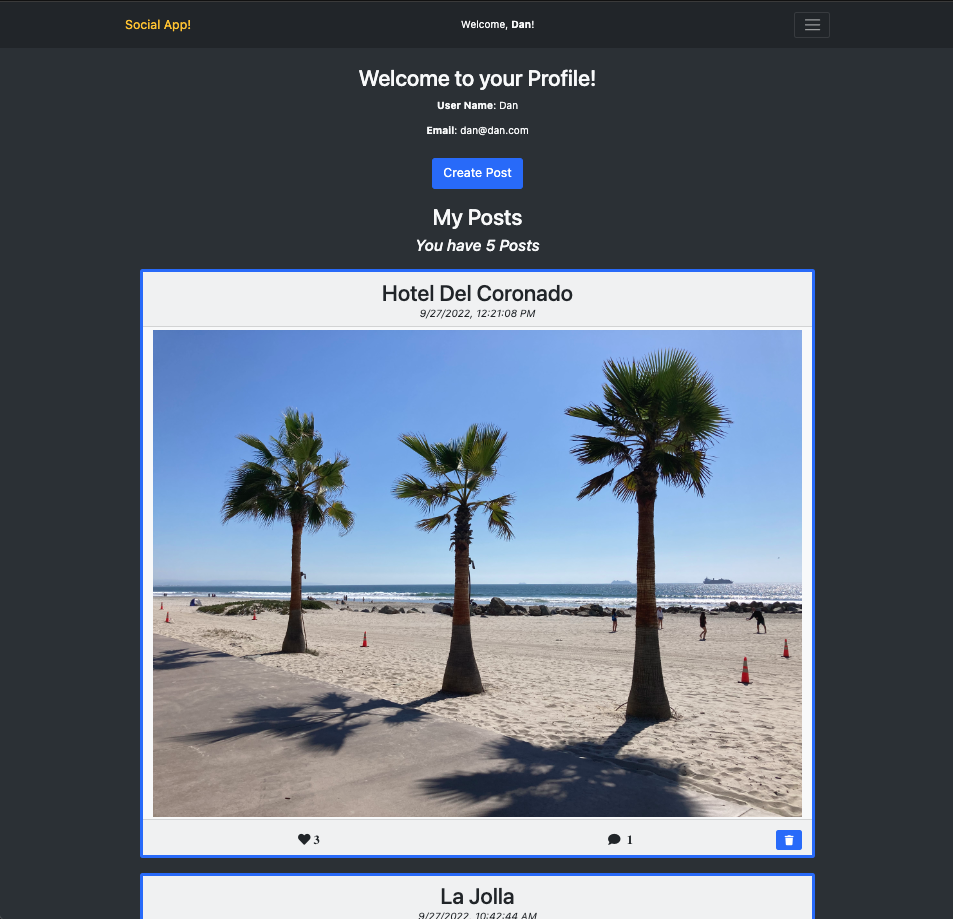 Social App!
Welcome, Dan!
Welcome to your Profile!
User Name: Dan
Email: dan@dan.com
Create Post
My Posts
You have 5 Posts
Hotel Del Coronado
9/27/2022, 12:21:08 PM
3
1
La Jolla
9/27/2022, 10:42:44 AM